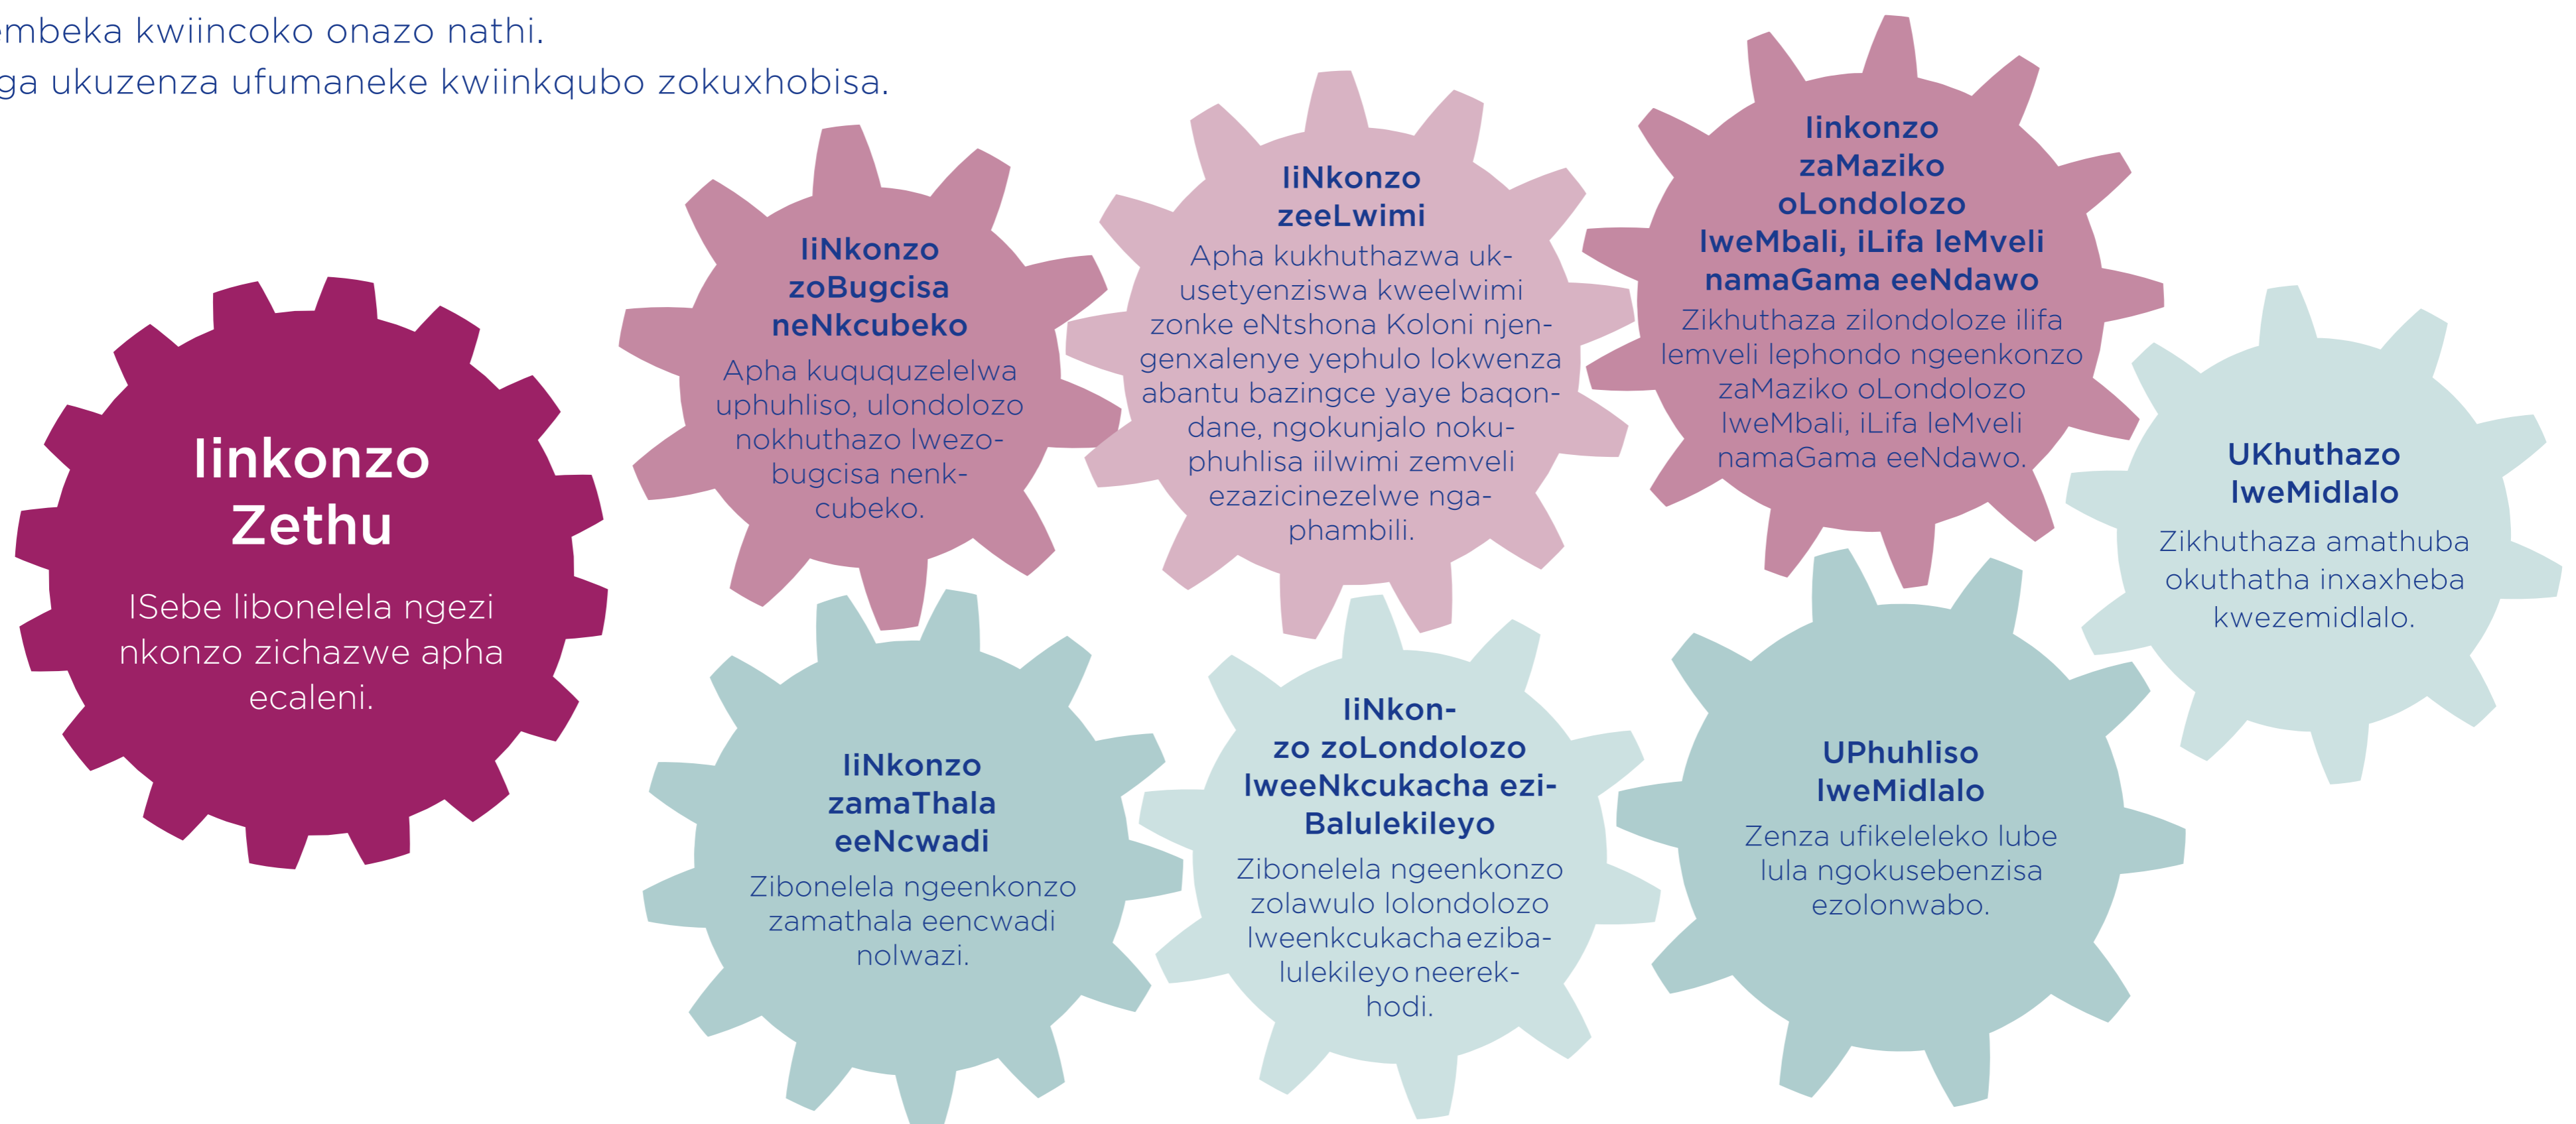 embeka kwiincoko onazo nathi.
ga ukuzenza ufumaneke kwiinkqubo zokuxhobisa.
Iinkonzo
Zethu
ISebe libonelela ngezi
nkonzo zichazwe apha
ecaleni.
IiNkonzo
zoBugcisa
neNkcubeko
Apha kuququzelelwa
uphuhliso, ulondolozo
nokhuthazo lwezo-
bugcisa nenk-
cubeko.
IiNkonzo
zeeLwimi
Apha kukhuthazwa uk-
usetyenziswa kweelwimi
zonke eNtshona Koloni njen-
genxalenye yephulo lokwenza
abantu bazingce yaye baqon-
dane, ngokunjalo noku-
phuhlisa iilwimi zemveli
ezazicinezelwe nga-
phambili.
Iinkonzo
zaMaziko
oLondolozo
lweMbali, iLifa leMveli
namaGama eeNdawo
Zikhuthaza zilondoloze ilifa
lemveli lephondo ngeenkonzo
zaMaziko oLondolozo
lweMbali, iLifa leMveli
namaGama eeNdawo.
UKhuthazo
lweMidlalo
Zikhuthaza amathuba
okuthatha inxaxheba
kwezemidlalo.
IiNkonzo
zamaThala
eeNcwadi
Zibonelela ngeenkonzo
zamathala eencwadi
nolwazi.
IiNkon-
zo zoLondolozo
lweeNkcukacha ezi-
Balulekileyo
Zibonelela ngeenkonzo
zolawulo lolondolozo
lweenkcukacha eziba-
lulekileyo neerek-
hodi.
UPhuhliso
lweMidlalo
Zenza ufikeleleko lube
lula ngokusebenzisa
ezolonwabo.